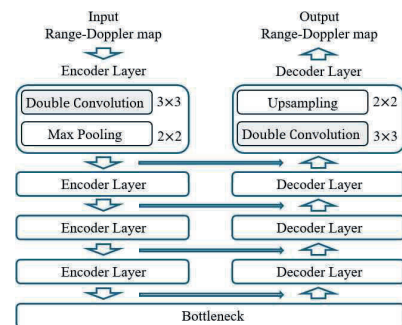 Input
Range-Doppler map
Output
Range-Doppler map
Encoder Layer
Decoder Layer
Double Convolution 3×3
Max Pooling 2×2
Upsampling 2×2
Double Convolution 3×3
Encoder Layer
Decoder Layer
Encoder Layer
Decoder Layer
Encoder Layer
Decoder Layer
Bottleneck